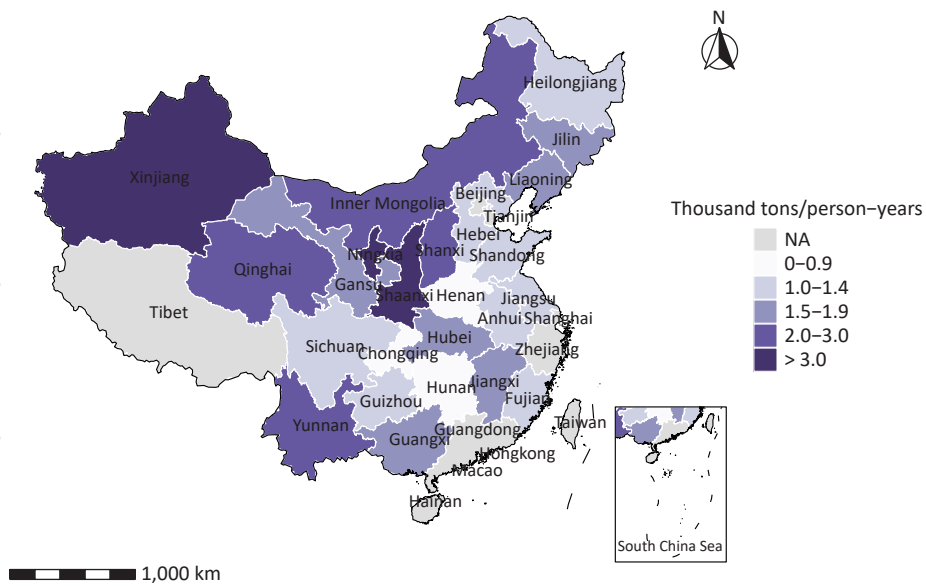 N
Heilongjiang
Jilin
Liaoning
Xinjiang
Inner Mongolia
Beijing
Tianjin
Hebei
Shanxi
Shandong
Ningxia
Qinghai
Gansu
Shaanxi
Henan
Jiangsu
Tibet
Anhui
Shanghai
Sichuan
Chongqing
Hubei
Zhejiang
Hunan
Jiangxi
Guizhou
Fujian
Yunnan
Guangxi
Guangdong
Taiwan
Hongkong
Macao
Hainan
Thousand tons/person−years
NA
0−0.9
1.0−1.4
1.5−1.9
2.0−3.0
> 3.0
South China Sea
1,000 km